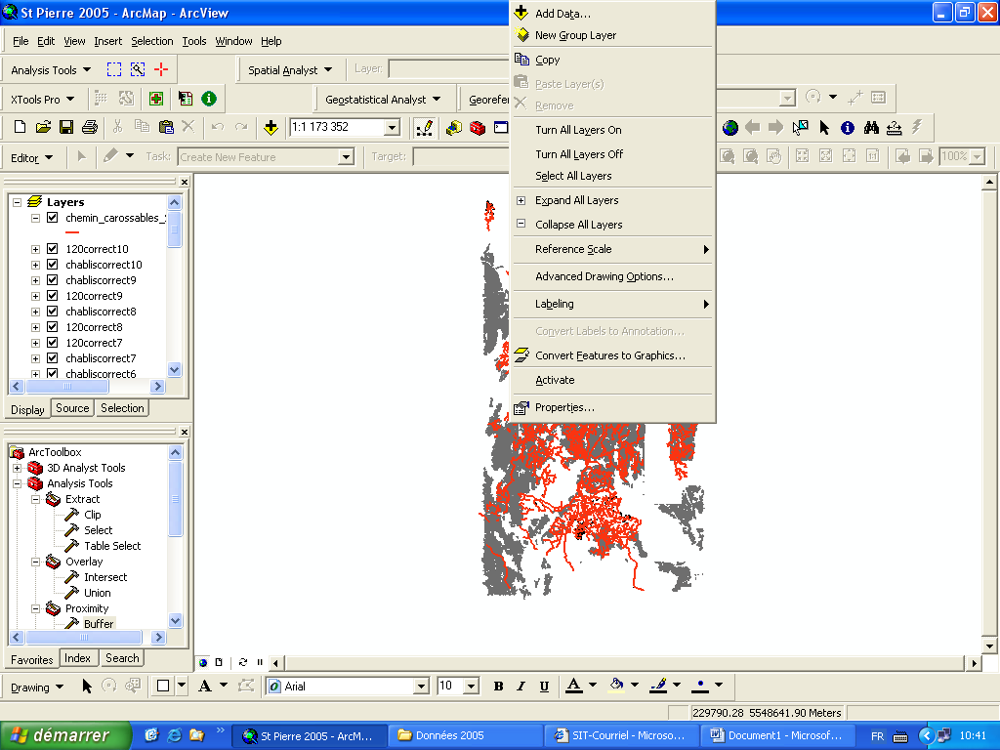 St Pierre 2005 - ArcMap - ArcView
File Edit View Insert Selection Tools Window Help
Analysis Tools
Spatial Analyst
Layer:
XTools Pro
Geostatistical Analyst
Georefer
1:1 173 352
Editor
Task:
Create New Feature
Target:
100%
Add Data...
New Group Layer
Copy
Paste Layer(s)
Remove
Turn All Layers On
Turn All Layers Off
Select All Layers
Expand All Layers
Collapse All Layers
Reference Scale
Advanced Drawing Options...
Labeling
Convert Labels to Annotation...
Convert Features to Graphics...
Activate
Properties...
Layers
chemin_carossables_
120correct10
chabliscorrect10
chabliscorrect9
120correct9
chabliscorrect8
120correct8
120correct7
chabliscorrect7
chabliscorrect6
Display Source Selection
ArcToolbox
3D Analyst Tools
Analysis Tools
Extract
Clip
Select
Table Select
Overlay
Intersect
Union
Proximity
Buffer
Favorites Index Search
Drawing
A
Arial
10
B I U A
229790.28 5548641.90 Meters
démarrer
St Pierre 2005 - ArcM...
Données 2005
SIT-Courriel - Microso...
Document1 - Microsof...
FR
10:41